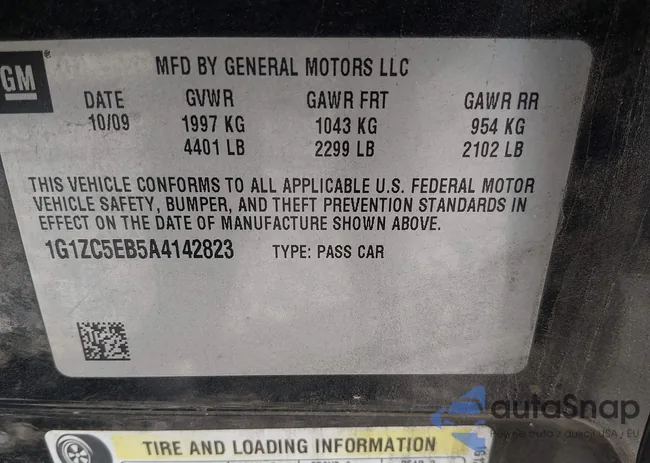 GM
MFD BY GENERAL MOTORS LLC
DATE GVWR GAWR FRT GAWR RR
10/09 1997 KG 1043 KG 954 KG
4401 LB 2299 LB 2102 LB
THIS VEHICLE CONFORMS TO ALL APPLICABLE U.S. FEDERAL MOTOR
VEHICLE SAFETY, BUMPER, AND THEFT PREVENTION STANDARDS IN
EFFECT ON THE DATE OF MANUFACTURE SHOWN ABOVE.
1G1ZC5EB5A4142823 TYPE: PASS CAR
autaSnap
TIRE AND LOADING INFORMATION